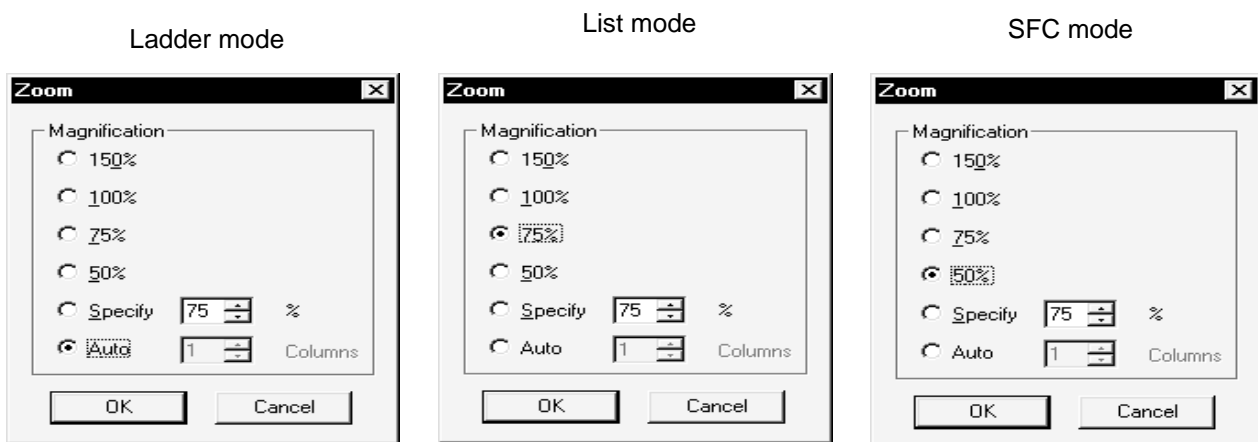 Ladder mode
Zoom
Magnification
150%
100%
75%
50%
Specify 75 %
Auto 1 Columns
OK Cancel
List mode
Zoom
Magnification
150%
100%
75%
50%
Specify 75 %
Auto 1 Columns
OK Cancel
SFC mode
Zoom
Magnification
150%
100%
75%
50%
Specify 75 %
Auto 1 Columns
OK Cancel